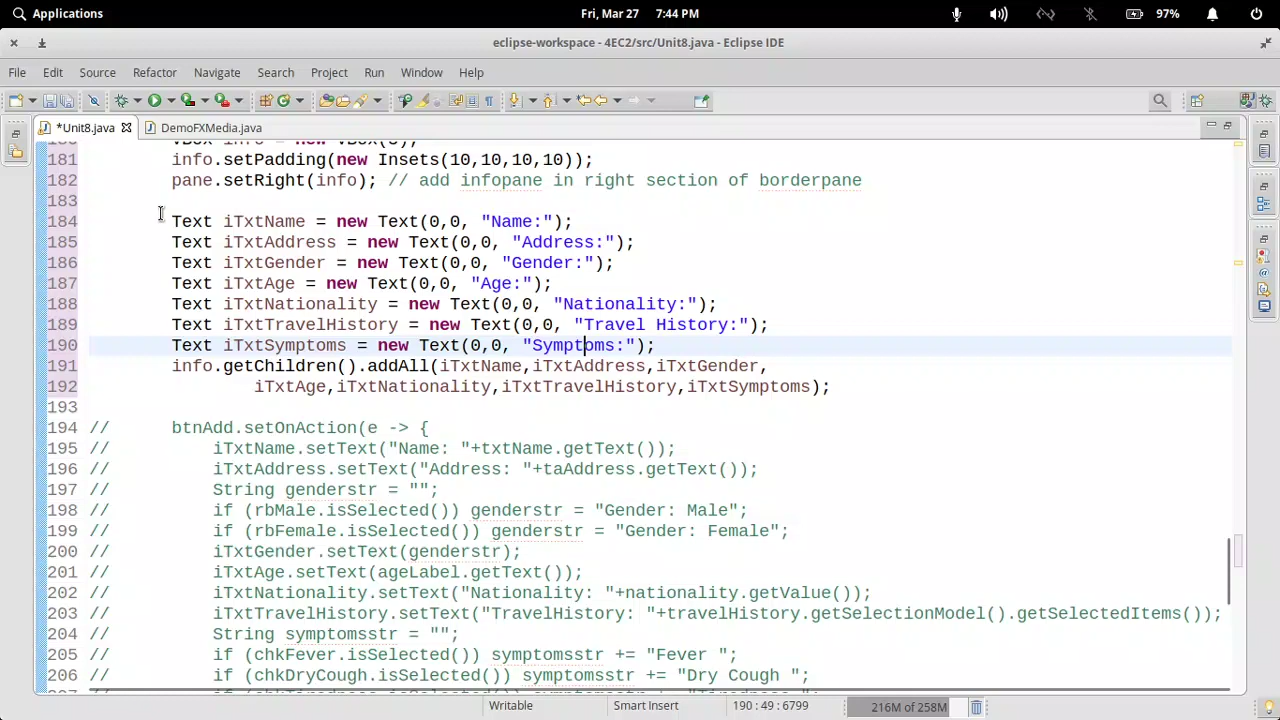 Applications
Fri, Mar 27 7:44 PM
97%
eclipse-workspace - 4EC2/src/Unit8.java - Eclipse IDE
File Edit Source Refactor Navigate Search Project Run Window Help
*Unit8.java DemoFXMedia.java
181 info.setPadding(new Insets(10,10,10,10));
182 pane.setRight(info); // add infopane in right section of borderpane
183
184 Text iTxtName = new Text(0,0, "Name:");
185 Text iTxtAddress = new Text(0,0, "Address:");
186 Text iTxtGender = new Text(0,0, "Gender:");
187 Text iTxtAge = new Text(0,0, "Age:");
188 Text iTxtNationality = new Text(0,0, "Nationality:");
189 Text iTxtTravelHistory = new Text(0,0, "Travel History:");
190 Text iTxtSymptoms = new Text(0,0, "Symptoms:");
191 info.getChildren().addAll(iTxtName,iTxtAddress,iTxtGender,
192 iTxtAge,iTxtNationality,iTxtTravelHistory,iTxtSymptoms);
193
194 // btnAdd.setOnAction(e -> {
195 // iTxtName.setText("Name: "+txtName.getText());
196 // iTxtAddress.setText("Address: "+taAddress.getText());
197 // String genderstr = "";
198 // if (rbMale.isSelected()) genderstr = "Gender: Male";
199 // if (rbFemale.isSelected()) genderstr = "Gender: Female";
200 // iTxtGender.setText(genderstr);
201 // iTxtAge.setText(ageLabel.getText());
202 // iTxtNationality.setText("Nationality: "+nationality.getValue());
203 // iTxtTravelHistory.setText("TravelHistory: "+travelHistory.getSelectionModel().getSelectedItems());
204 // String symptomsstr = "";
205 // if (chkFever.isSelected()) symptomsstr += "Fever ";
206 // if (chkDryCough.isSelected()) symptomsstr += "Dry Cough ";
Writable Smart Insert 190 : 49 : 6799 216M of 258M